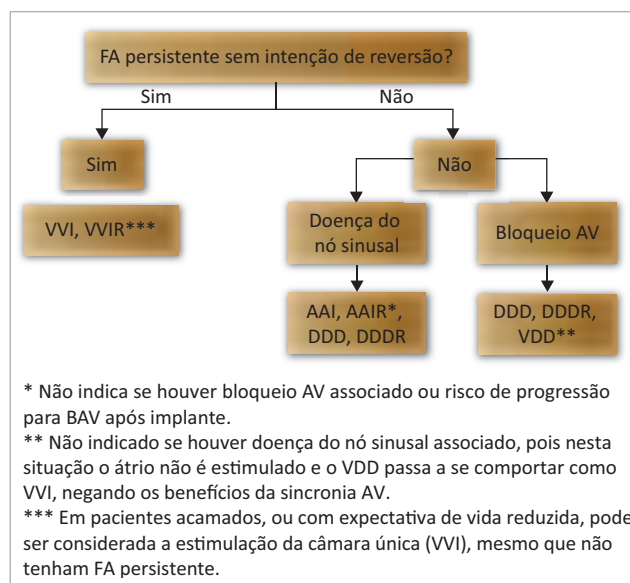 FA persistente sem intenção de reversão?
Sim
Não
Sim
Não
VVI, VVIR***
Doença do
nó sinusal
Bloqueio AV
AAI, AAIR*,
DDD, DDDR
DDD, DDDR,
VDD**
* Não indica se houver bloqueio AV associado ou risco de progressão
para BAV após implante.
** Não indicado se houver doença do nó sinusal associado, pois nesta
situação o átrio não é estimulado e o VDD passa a se comportar como
VVI, negando os benefícios da sincronia AV.
*** Em pacientes acamados, ou com expectativa de vida reduzida, pode
ser considerada a estimulação da câmara única (VVI), mesmo que não
tenham FA persistente.